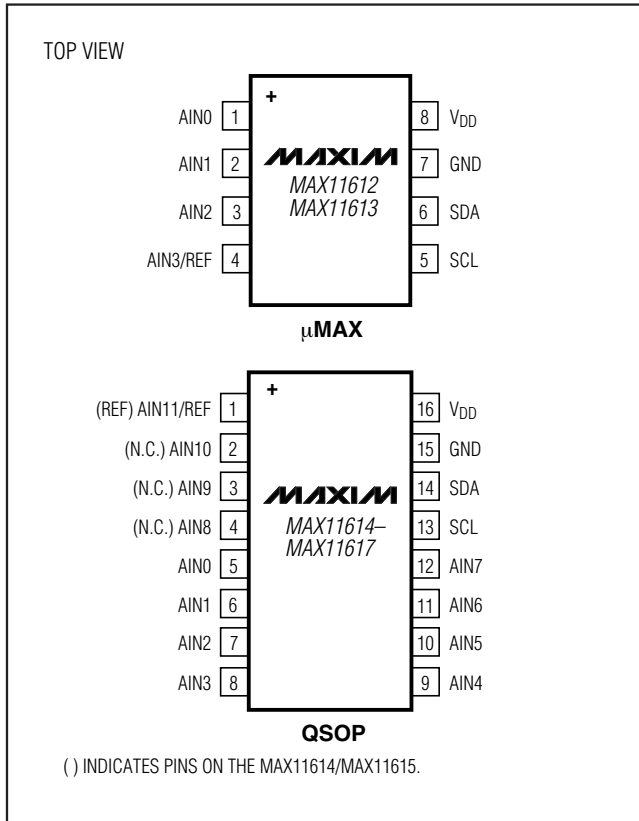 TOP VIEW
+
AIN0 1
AIN1 2
AIN2 3
AIN3/REF 4
MAXIM
MAX11612
MAX11613
8 VDD
7 GND
6 SDA
5 SCL
µMAX
+
(REF) AIN11/REF 1
(N.C.) AIN10 2
(N.C.) AIN9 3
(N.C.) AIN8 4
AIN0 5
AIN1 6
AIN2 7
AIN3 8
MAXIM
MAX11614–
MAX11617
16 VDD
15 GND
14 SDA
13 SCL
12 AIN7
11 AIN6
10 AIN5
9 AIN4
QSOP
( ) INDICATES PINS ON THE MAX11614/MAX11615.